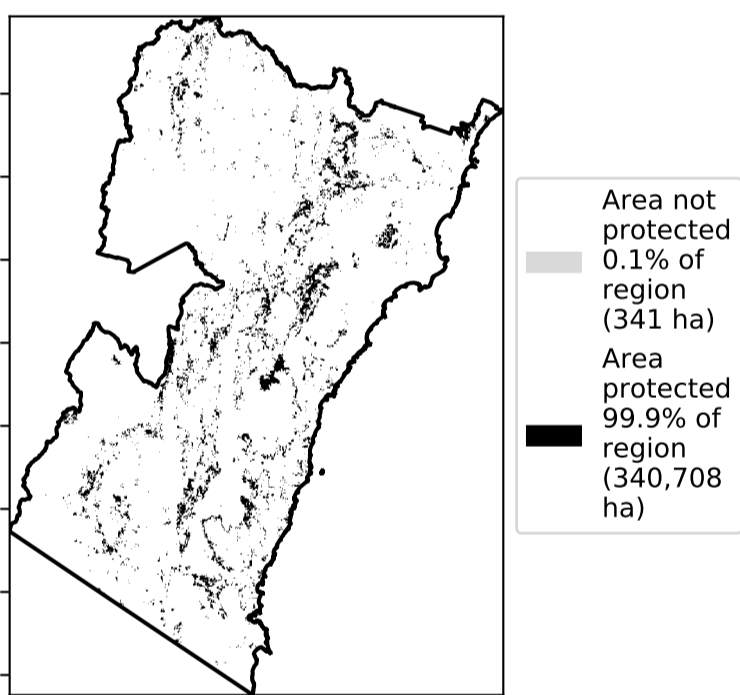 Area not
protected
0.1% of
region
(341 ha)
Area
protected
99.9% of
region
(340,708
ha)